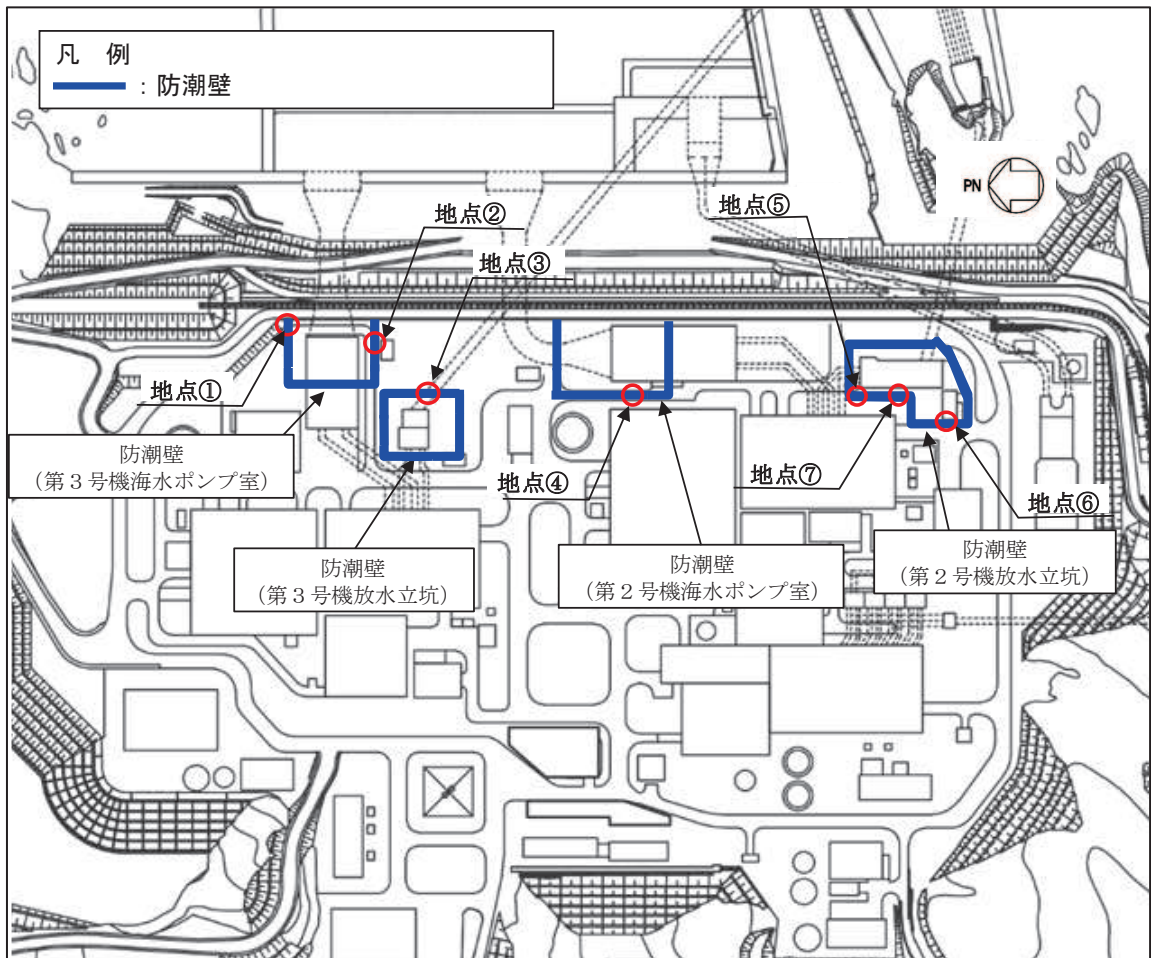 凡　例
：防潮壁
PN
地点⑤
地点②
地点③
地点①
防潮壁
（第３号機海水ポンプ室）
地点④
地点⑦
地点⑥
防潮壁
（第３号機放水立坑）
防潮壁
（第２号機海水ポンプ室）
防潮壁
（第２号機放水立坑）